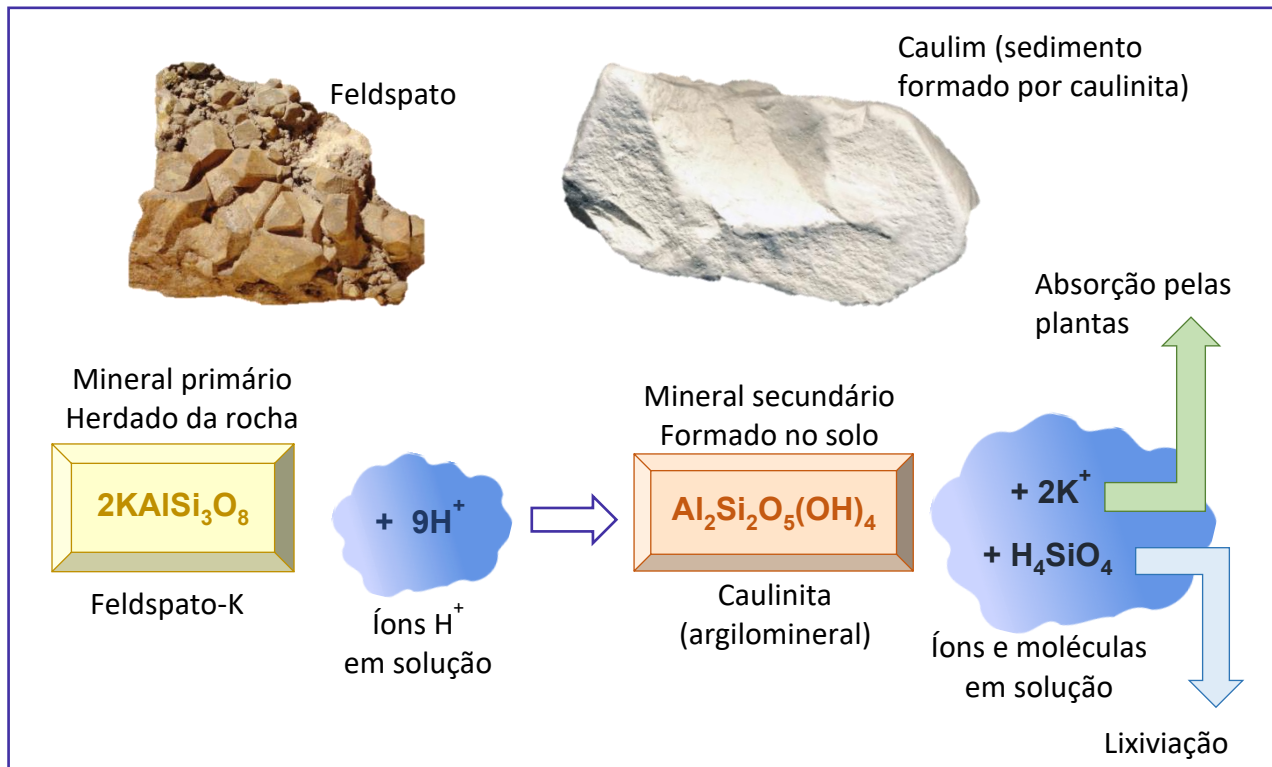 Feldspato
Caulim (sedimento
formado por caulinita)
Absorção pelas
plantas
Mineral primário
Herdado da rocha
2KAlSi₃O₈
Feldspato-K
+ 9H⁺
Íons H⁺
em solução
Mineral secundário
Formado no solo
Al₂Si₂O₅(OH)₄
Caulinita
(argilomineral)
+ 2K⁺
+ H₄SiO₄
Íons e moléculas
em solução
Lixiviação